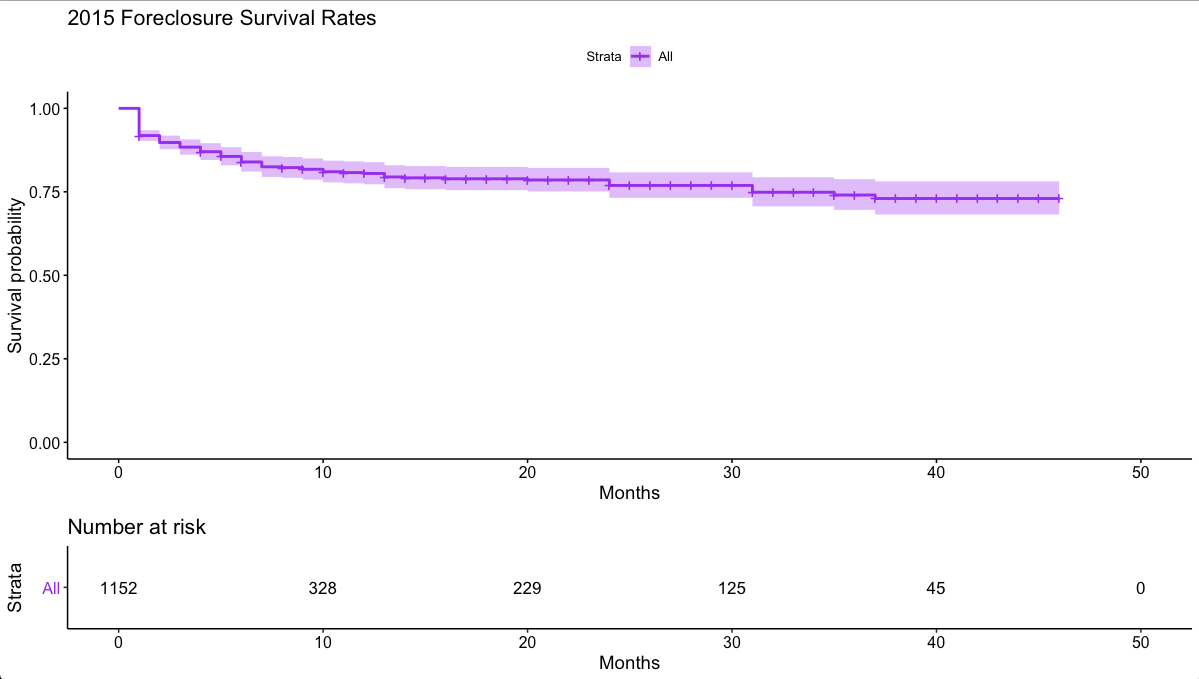 2015 Foreclosure Survival Rates
Strata All
1.00
0.75
0.50
0.25
0.00
Survival probability
0 10 20 30 40 50
Months
Number at risk
Strata
All 1152 328 229 125 45 0
0 10 20 30 40 50
Months